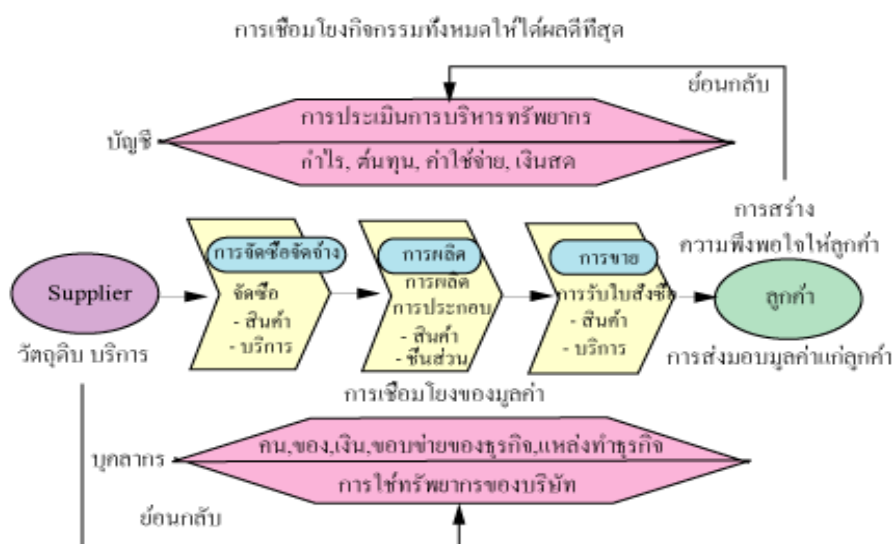 การเชื่อมโยงกิจกรรมทั้งหมดให้ได้ผลดีที่สุด
ย้อนกลับ
การประเมินการบริหารทรัพยากร
บัญชี
กำไร, ต้นทุน, ค่าใช้จ่าย, เงินสด
การสร้าง
ความพึงพอใจให้ลูกค้า
การจัดซื้อจัดจ้าง
การผลิต
การขาย
Supplier
จัดซื้อ
- สินค้า
- บริการ
การผลิต
การประกอบ
- สินค้า
- ชิ้นส่วน
การรับใบสั่งซื้อ
- สินค้า
- บริการ
ลูกค้า
วัตถุดิบ บริการ
การส่งมอบมูลค่าแก่ลูกค้า
การเชื่อมโยงของมูลค่า
คน,ของ,เงิน,ขอบข่ายของธุรกิจ,แหล่งทำธุรกิจ
บุคลากร
การใช้ทรัพยากรของบริษัท
ย้อนกลับ